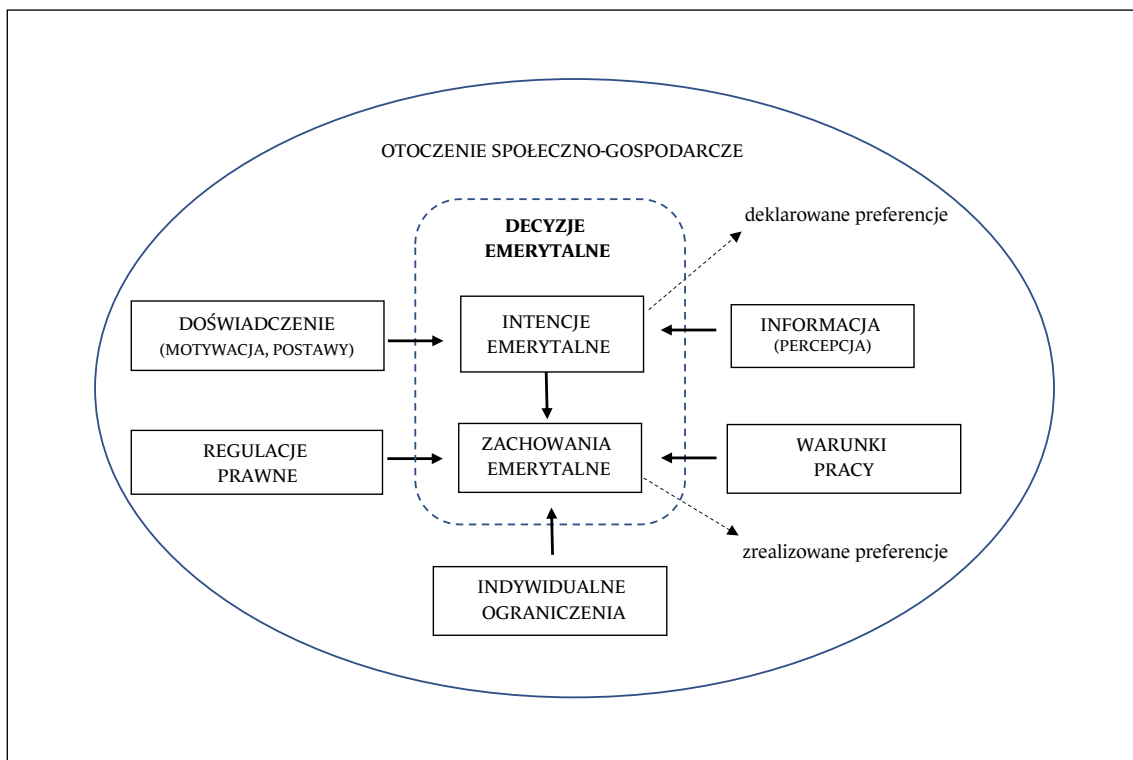 OTOCZENIE SPOŁECZNO-GOSPODARCZE
DECYZJE
EMERYTALNE
deklarowane preferencje
DOŚWIADCZENIE
(MOTYWACJA, POSTAWY)
INTENCJE
EMERYTALNE
INFORMACJA
(PERCEPCJA)
REGULACJE
PRAWNE
ZACHOWANIA
EMERYTALNE
WARUNKI
PRACY
zrealizowane preferencje
INDYWIDUALNE
OGRANICZENIA